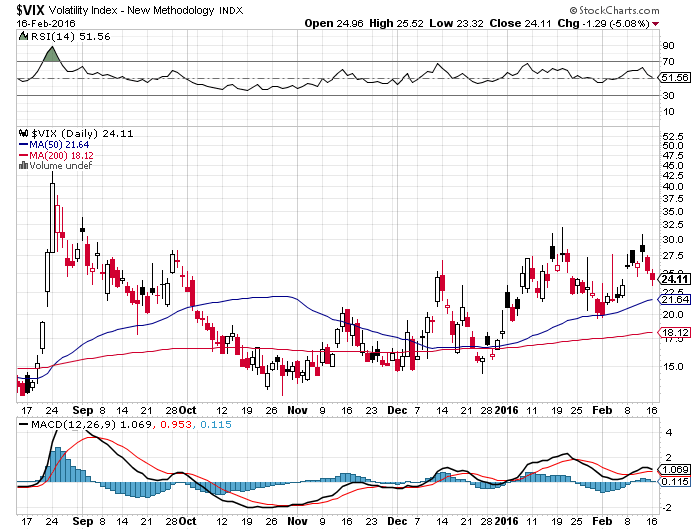 $VIX Volatility Index - New Methodology INDX © StockCharts.com
16-Feb-2016 Open 24.96 High 25.52 Low 23.32 Close 24.11 Chg -1.29 (-5.08%)
RSI(14) 51.56
90
70
51.56
30
10
$VIX (Daily) 24.11
MA(50) 21.64
MA(200) 18.12
Volume undef
52.5
50.0
47.5
45.0
42.5
40.0
37.5
35.0
32.5
30.0
27.5
25.0
24.11
22.5
21.64
20.0
18.12
17.5
15.0
17 24 Sep 8 14 21 28 Oct 12 19 26 Nov 9 16 23 Dec 7 14 21 28 2016 11 19 25 Feb 8 16
MACD(12,26,9) 1.069, 0.953, 0.115
4
2
1.069
0.115
-2
17 24 Sep 8 14 21 28 Oct 12 19 26 Nov 9 16 23 Dec 7 14 21 28 2016 11 19 25 Feb 8 16